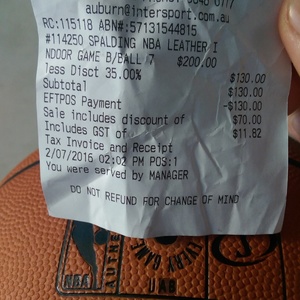 auburn@intersport.com.au
RC:115118 ABN#:57131544815
#114250 SPALDING NBA LEATHER I
NDOOR GAME B/BALL 7 $200.00
less Disct 35.00% $130.00
Subtotal $130.00
EFTPOS Payment -$130.00
Sale includes discount of $70.00
Includes GST of $11.82
Tax Invoice and Receipt
2/07/2016 02:02 PM POS:1
You were served by MANAGER
DO NOT REFUND FOR CHANGE OF MIND
NBA